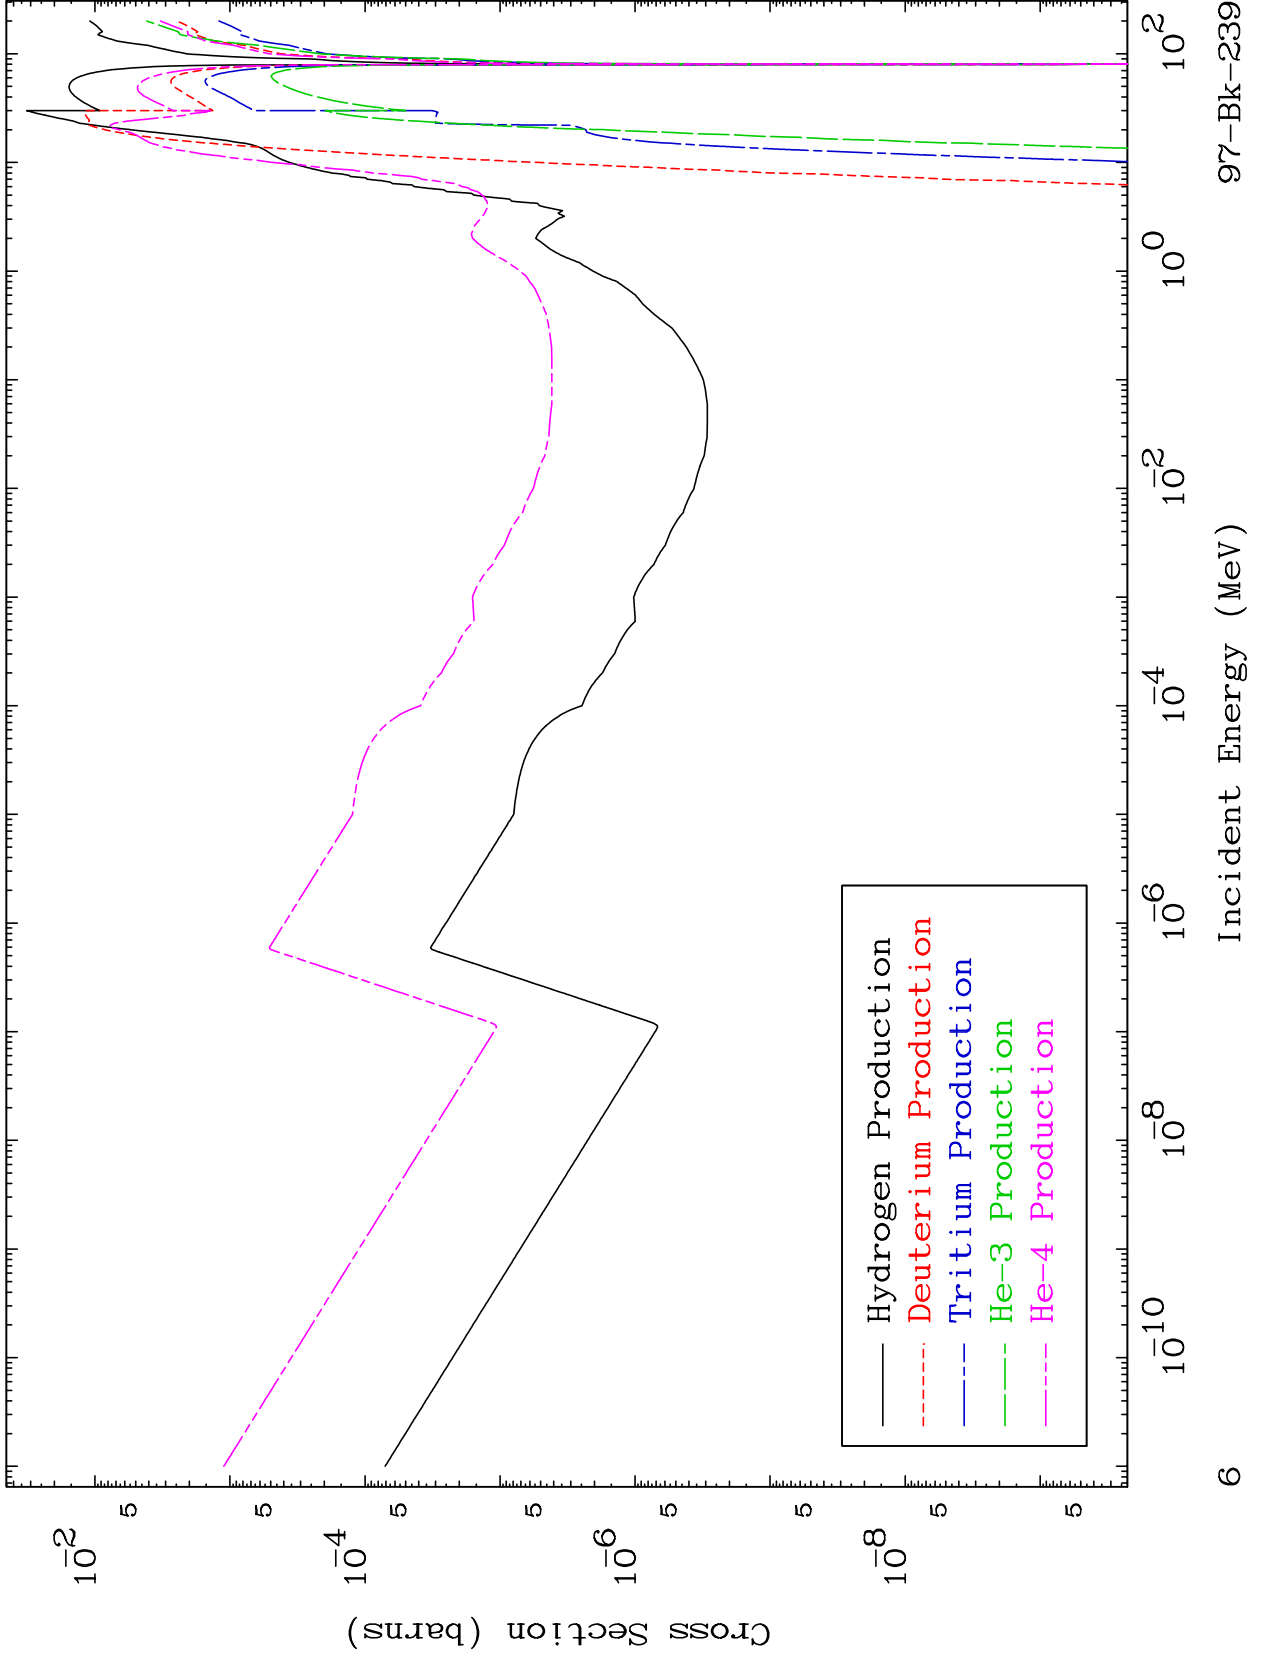 Cross Section (barns)
10-2
5
5
10-4
5
5
10-6
5
10-8
5
5
Hydrogen Production
Deuterium Production
Tritium Production
He-3 Production
He-4 Production
10-10
10-8
10-6
10-4
10-2
10 0
10 2
6
Incident Energy (MeV)
97-Bk-239